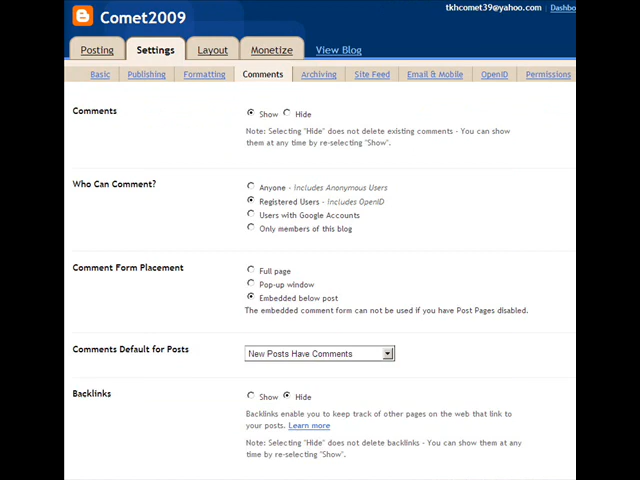 Comet2009
tkhcomet39@yahoo.com Dashbo
Posting Settings Layout Monetize View Blog
Basic Publishing Formatting Comments Archiving Site Feed Email & Mobile OpenID Permissions
Comments
Show Hide
Note: Selecting "Hide" does not delete existing comments - You can show
them at any time by re-selecting "Show".
Who Can Comment?
Anyone - includes Anonymous Users
Registered Users - includes OpenID
Users with Google Accounts
Only members of this blog
Comment Form Placement
Full page
Pop-up window
Embedded below post
The embedded comment form can not be used if you have Post Pages disabled.
Comments Default for Posts
New Posts Have Comments
Backlinks
Show Hide
Backlinks enable you to keep track of other pages on the web that link to
your posts. Learn more
Note: Selecting "Hide" does not delete backlinks - You can show them at any
time by re-selecting "Show".